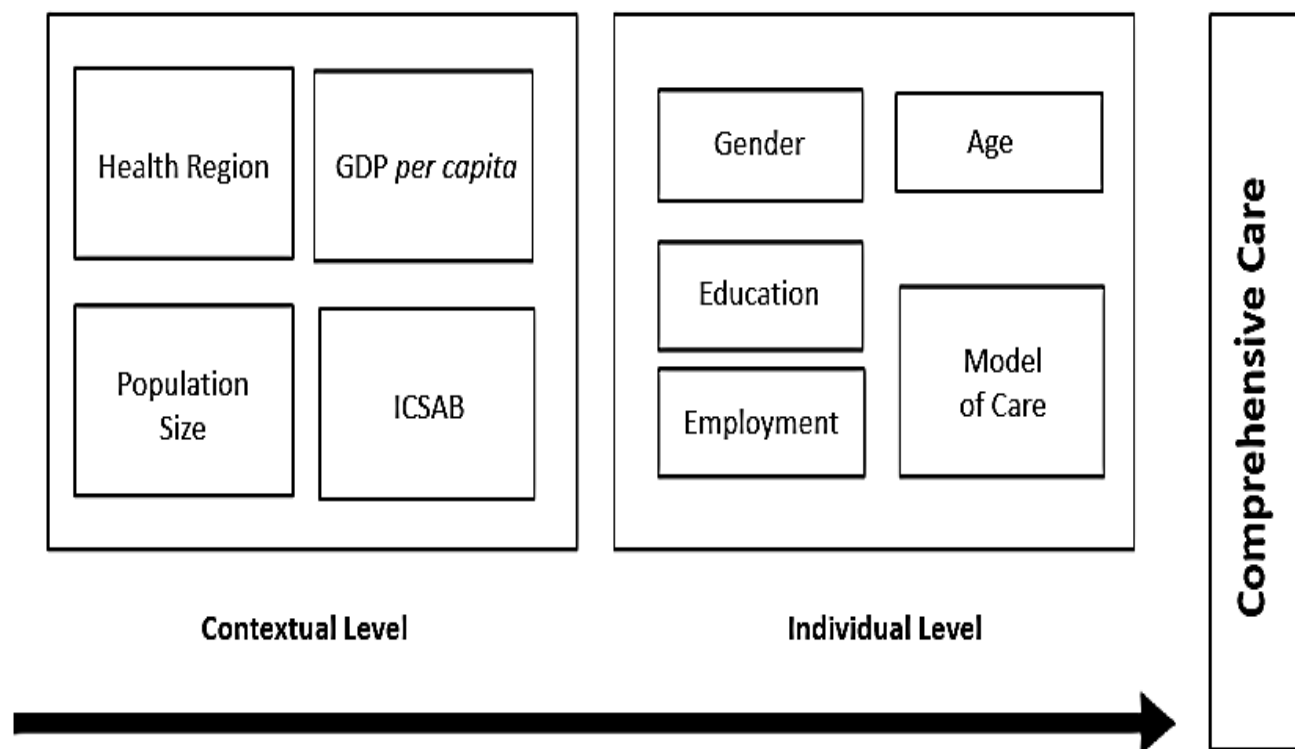 Health Region
GDP per capita
Population
Size
ICSAB
Gender
Age
Education
Employment
Model
of Care
Contextual Level
Individual Level
Comprehensive Care